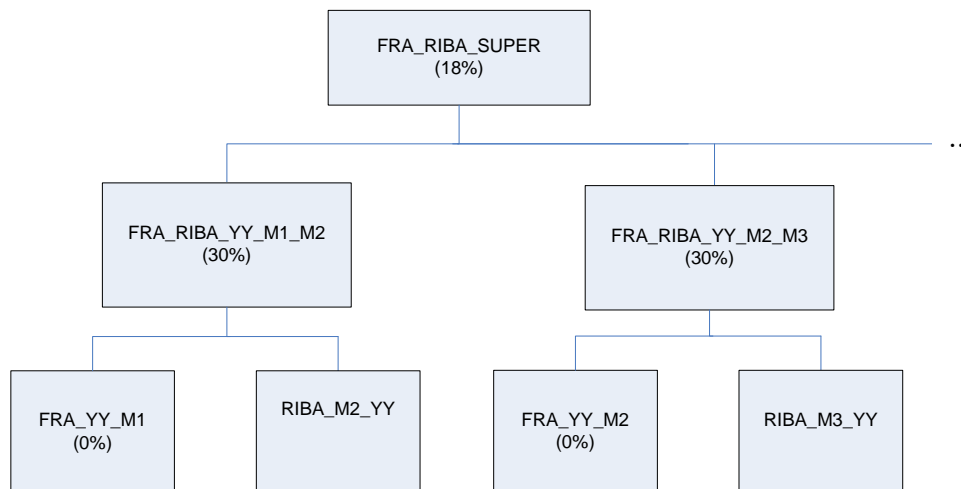 FRA_RIBA_SUPER
(18%)
..
FRA_RIBA_YY_M1_M2
(30%)
FRA_RIBA_YY_M2_M3
(30%)
FRA_YY_M1
(0%)
RIBA_M2_YY
FRA_YY_M2
(0%)
RIBA_M3_YY